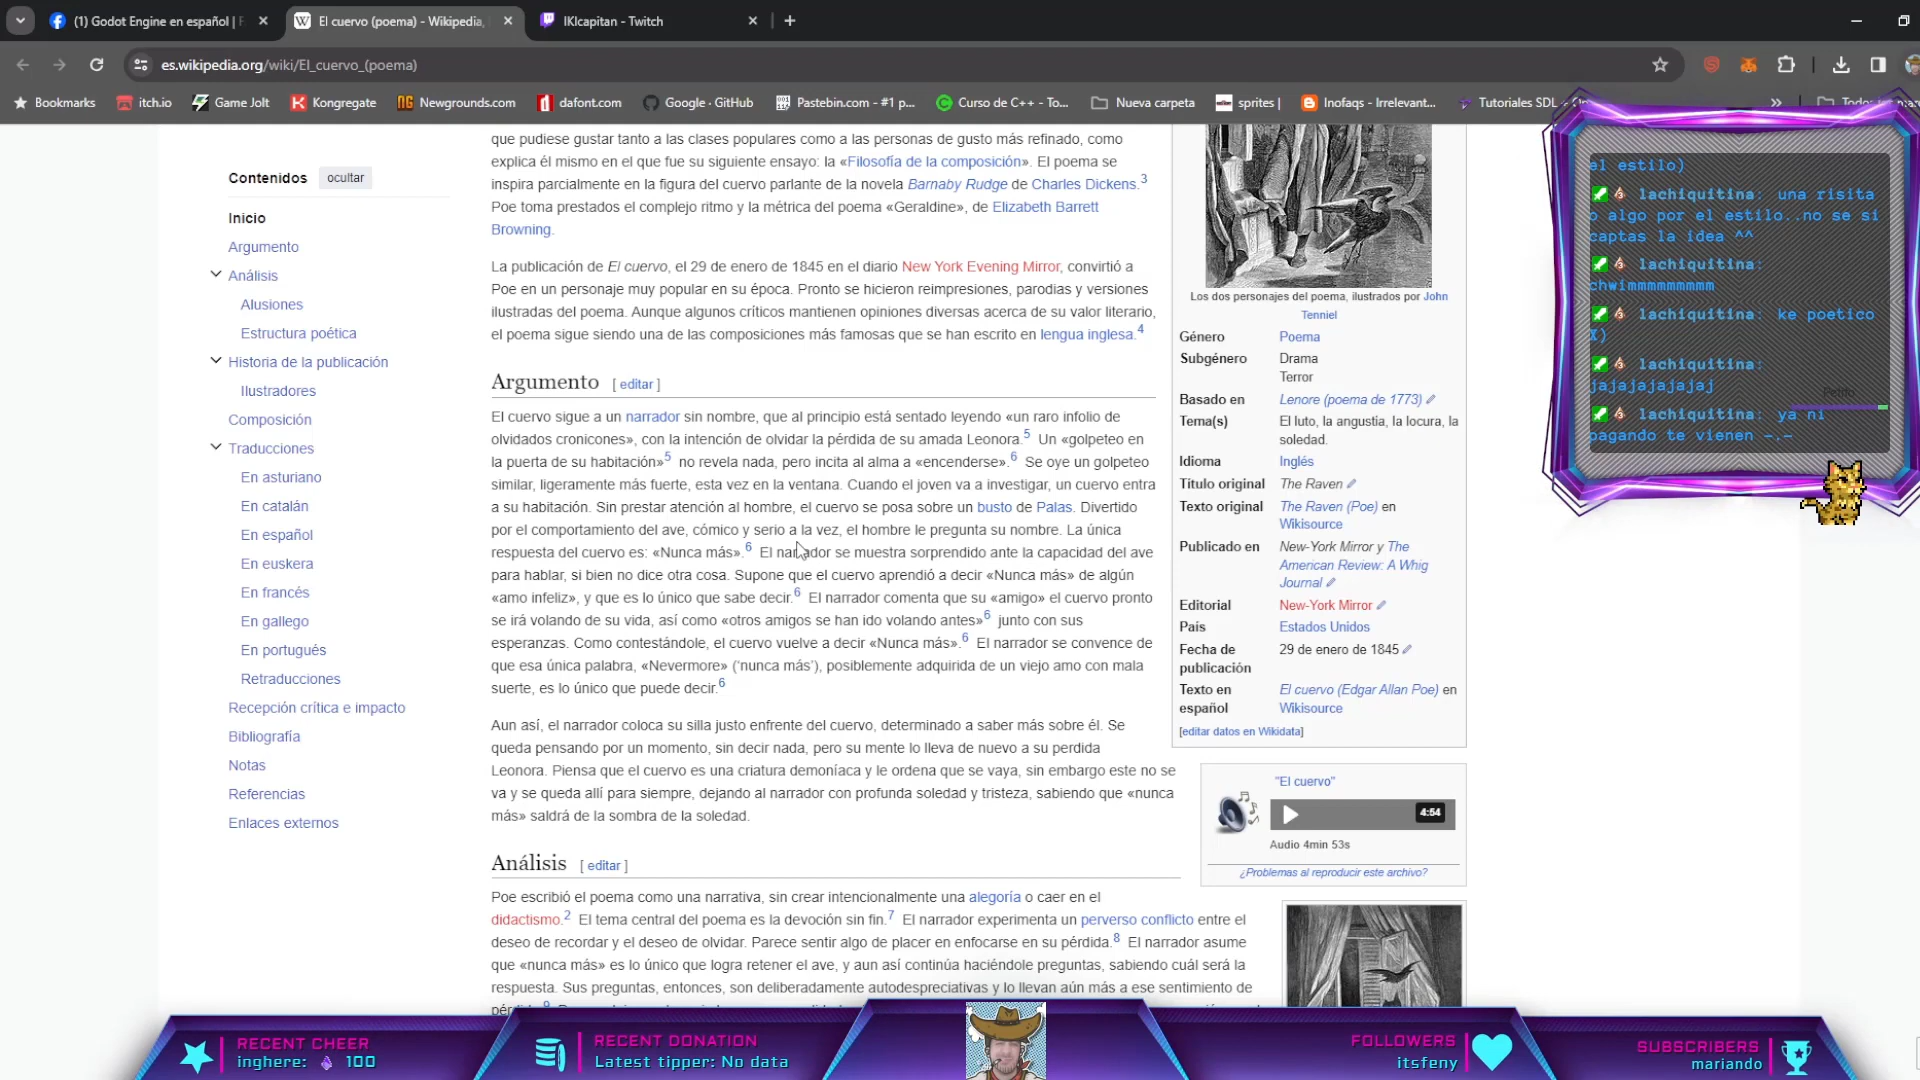 (1) Godot Engine en español |
El cuervo (poema) - Wikipedia,
IKIcapitan - Twitch
es.wikipedia.org/wiki/El_cuervo_(poema)
Bookmarks
itch.io
Game Jolt
Kongregate
Newgrounds.com
dafont.com
Google · GitHub
Pastebin.com - #1 p...
Curso de C++ - To...
Nueva carpeta
sprites |
Inofaqs - Irrelevant...
Tutoriales SDL
Contenidos
ocultar
Inicio
Argumento
Análisis
Alusiones
Estructura poética
Historia de la publicación
Ilustradores
Composición
Traducciones
En asturiano
En catalán
En español
En euskera
En francés
En gallego
En portugués
Retraducciones
Recepción crítica e impacto
Bibliografía
Notas
Referencias
Enlaces externos
que pudiese gustar tanto a las clases populares como a las personas de gusto más refinado, como
explica él mismo en el que fue su siguiente ensayo: la «Filosofía de la composición». El poema se
inspira parcialmente en la figura del cuervo parlante de la novela Barnaby Rudge de Charles Dickens.3
Poe toma prestados el complejo ritmo y la métrica del poema «Geraldine», de Elizabeth Barrett
Browning.
La publicación de El cuervo, el 29 de enero de 1845 en el diario New York Evening Mirror, convirtió a
Poe en un personaje muy popular en su época. Pronto se hicieron reimpresiones, parodias y versiones
ilustradas del poema. Aunque algunos críticos mantienen opiniones diversas acerca de su valor literario,
el poema sigue siendo una de las composiciones más famosas que se han escrito en lengua inglesa.4
Argumento [ editar ]
El cuervo sigue a un narrador sin nombre, que al principio está sentado leyendo «un raro infolio de
olvidados cronicones», con la intención de olvidar la pérdida de su amada Leonora.5 Un «golpeteo en
la puerta de su habitación»5 no revela nada, pero incita al alma a «encenderse».6 Se oye un golpeteo
similar, ligeramente más fuerte, esta vez en la ventana. Cuando el joven va a investigar, un cuervo entra
a su habitación. Sin prestar atención al hombre, el cuervo se posa sobre un busto de Palas. Divertido
por el comportamiento del ave, cómico y serio a la vez, el hombre le pregunta su nombre. La única
respuesta del cuervo es: «Nunca más».6 El narrador se muestra sorprendido ante la capacidad del ave
para hablar, si bien no dice otra cosa. Supone que el cuervo aprendió a decir «Nunca más» de algún
«amo infeliz», y que es lo único que sabe decir.6 El narrador comenta que su «amigo» el cuervo pronto
se irá volando de su vida, así como «otros amigos se han ido volando antes»6 junto con sus
esperanzas. Como contestándole, el cuervo vuelve a decir «Nunca más».6 El narrador se convence de
que esa única palabra, «Nevermore» ('nunca más'), posiblemente adquirida de un viejo amo con mala
suerte, es lo único que puede decir.6
Aun así, el narrador coloca su silla justo enfrente del cuervo, determinado a saber más sobre él. Se
queda pensando por un momento, sin decir nada, pero su mente lo lleva de nuevo a su perdida
Leonora. Piensa que el cuervo es una criatura demoníaca y le ordena que se vaya, sin embargo este no se
va y se queda allí para siempre, dejando al narrador con profunda soledad y tristeza, sabiendo que «nunca
más» saldrá de la sombra de la soledad.
Análisis [ editar ]
Poe escribió el poema como una narrativa, sin crear intencionalmente una alegoría o caer en el
didactismo.2 El tema central del poema es la devoción sin fin.7 El narrador experimenta un perverso conflicto entre el
deseo de recordar y el deseo de olvidar. Parece sentir algo de placer en enfocarse en su pérdida.8 El narrador asume
que «nunca más» es lo único que logra retener el ave, y aun así continúa haciéndole preguntas, sabiendo cuál será la
respuesta. Sus preguntas, entonces, son deliberadamente autodespreciativas y lo llevan aún más a ese sentimiento de
Los dos personajes del poema, ilustrados por John
Tenniel
Género Poema
Subgénero Drama
Terror
Basado en Lenore (poema de 1773)
Tema(s) El luto, la angustia, la locura, la
soledad.
Idioma Inglés
Título original The Raven
Texto original The Raven (Poe) en
Wikisource
Publicado en New-York Mirror y The
American Review: A Whig
Journal
Editorial New-York Mirror
País Estados Unidos
Fecha de 29 de enero de 1845
publicación
Texto en El cuervo (Edgar Allan Poe) en
español Wikisource
[editar datos en Wikidata]
"El cuervo"
4:54
Audio 4min 53s
¿Problemas al reproducir este archivo?
el estilo)
lachiquitina: una risita
o algo por el estilo..no se si
captas la idea ^^
lachiquitina:
chwimmmmmmmm
lachiquitina: ke poetico
X)
lachiquitina:
jajajajajajaj
lachiquitina: ya ni
pagando te vienen -.-
RECENT CHEER
inghere: 100
RECENT DONATION
Latest tipper: No data
FOLLOWERS
itsfeny
SUBSCRIBERS
mariando